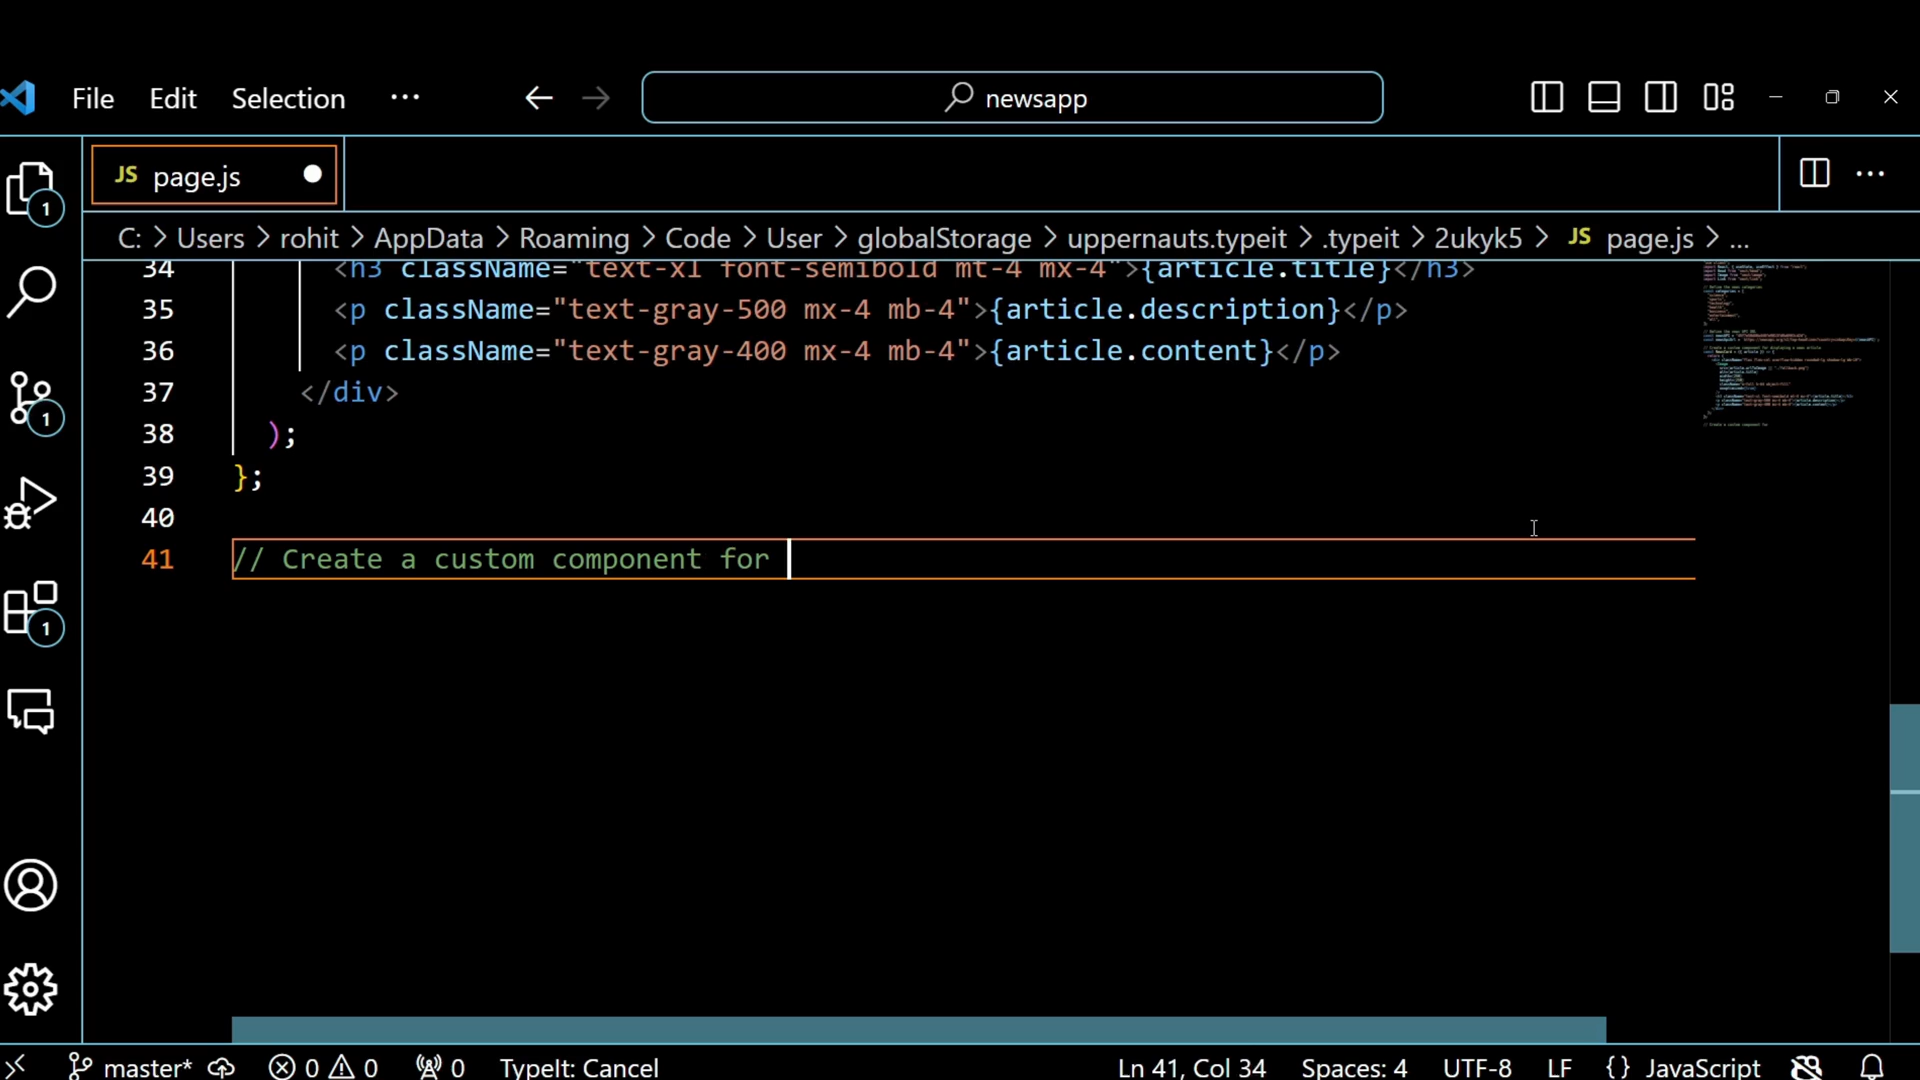 File Edit Selection ··· newsapp
JS page.js
1
C: > Users > rohit > AppData > Roaming > Code > User > globalStorage > uppernauts.typeit > .typeit > 2ukyk5 > JS page.js > ...
34 <h3 className="text-xl font-semibold mt-4 mx-4">{article.title}</h3>
35 <p className="text-gray-500 mx-4 mb-4">{article.description}</p>
36 <p className="text-gray-400 mx-4 mb-4">{article.content}</p>
37 </div>
1
38 );
39 };
40
41 // Create a custom component for
1
master* 0 0 0 TypeIt: Cancel Ln 41, Col 34 Spaces: 4 UTF-8 LF {} JavaScript